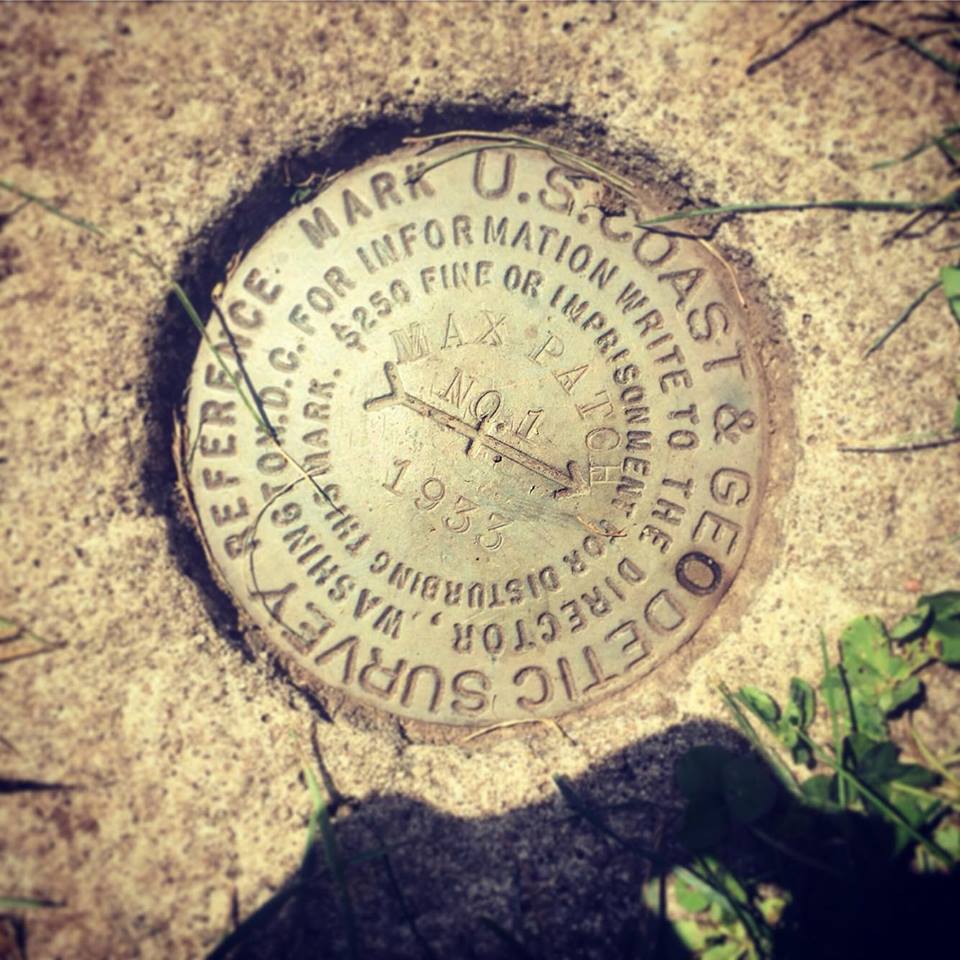 U.S. COAST & GEODETIC SURVEY
REFERENCE MARK
FOR INFORMATION WRITE TO THE DIRECTOR, WASHINGTON, D.C.
$250 FINE OR IMPRISONMENT FOR DISTURBING THIS MARK.
MAX PATCH
NO. 1
1933